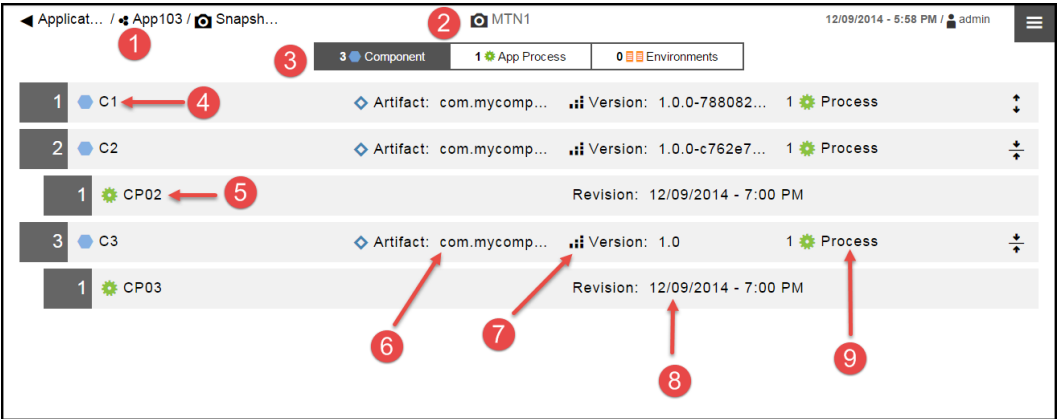 Applicat... / App103 / Snapsh... MTN1 12/09/2014 - 5:58 PM / admin
1 2
3 3 Component 1 App Process 0 Environments
1 C1 4 Artifact: com.mycomp... Version: 1.0.0-788082... 1 Process
2 C2 Artifact: com.mycomp... Version: 1.0.0-c762e7... 1 Process
1 CP02 5 Revision: 12/09/2014 - 7:00 PM
3 C3 Artifact: com.mycomp... Version: 1.0 1 Process
1 CP03 Revision: 12/09/2014 - 7:00 PM
6 7 8 9